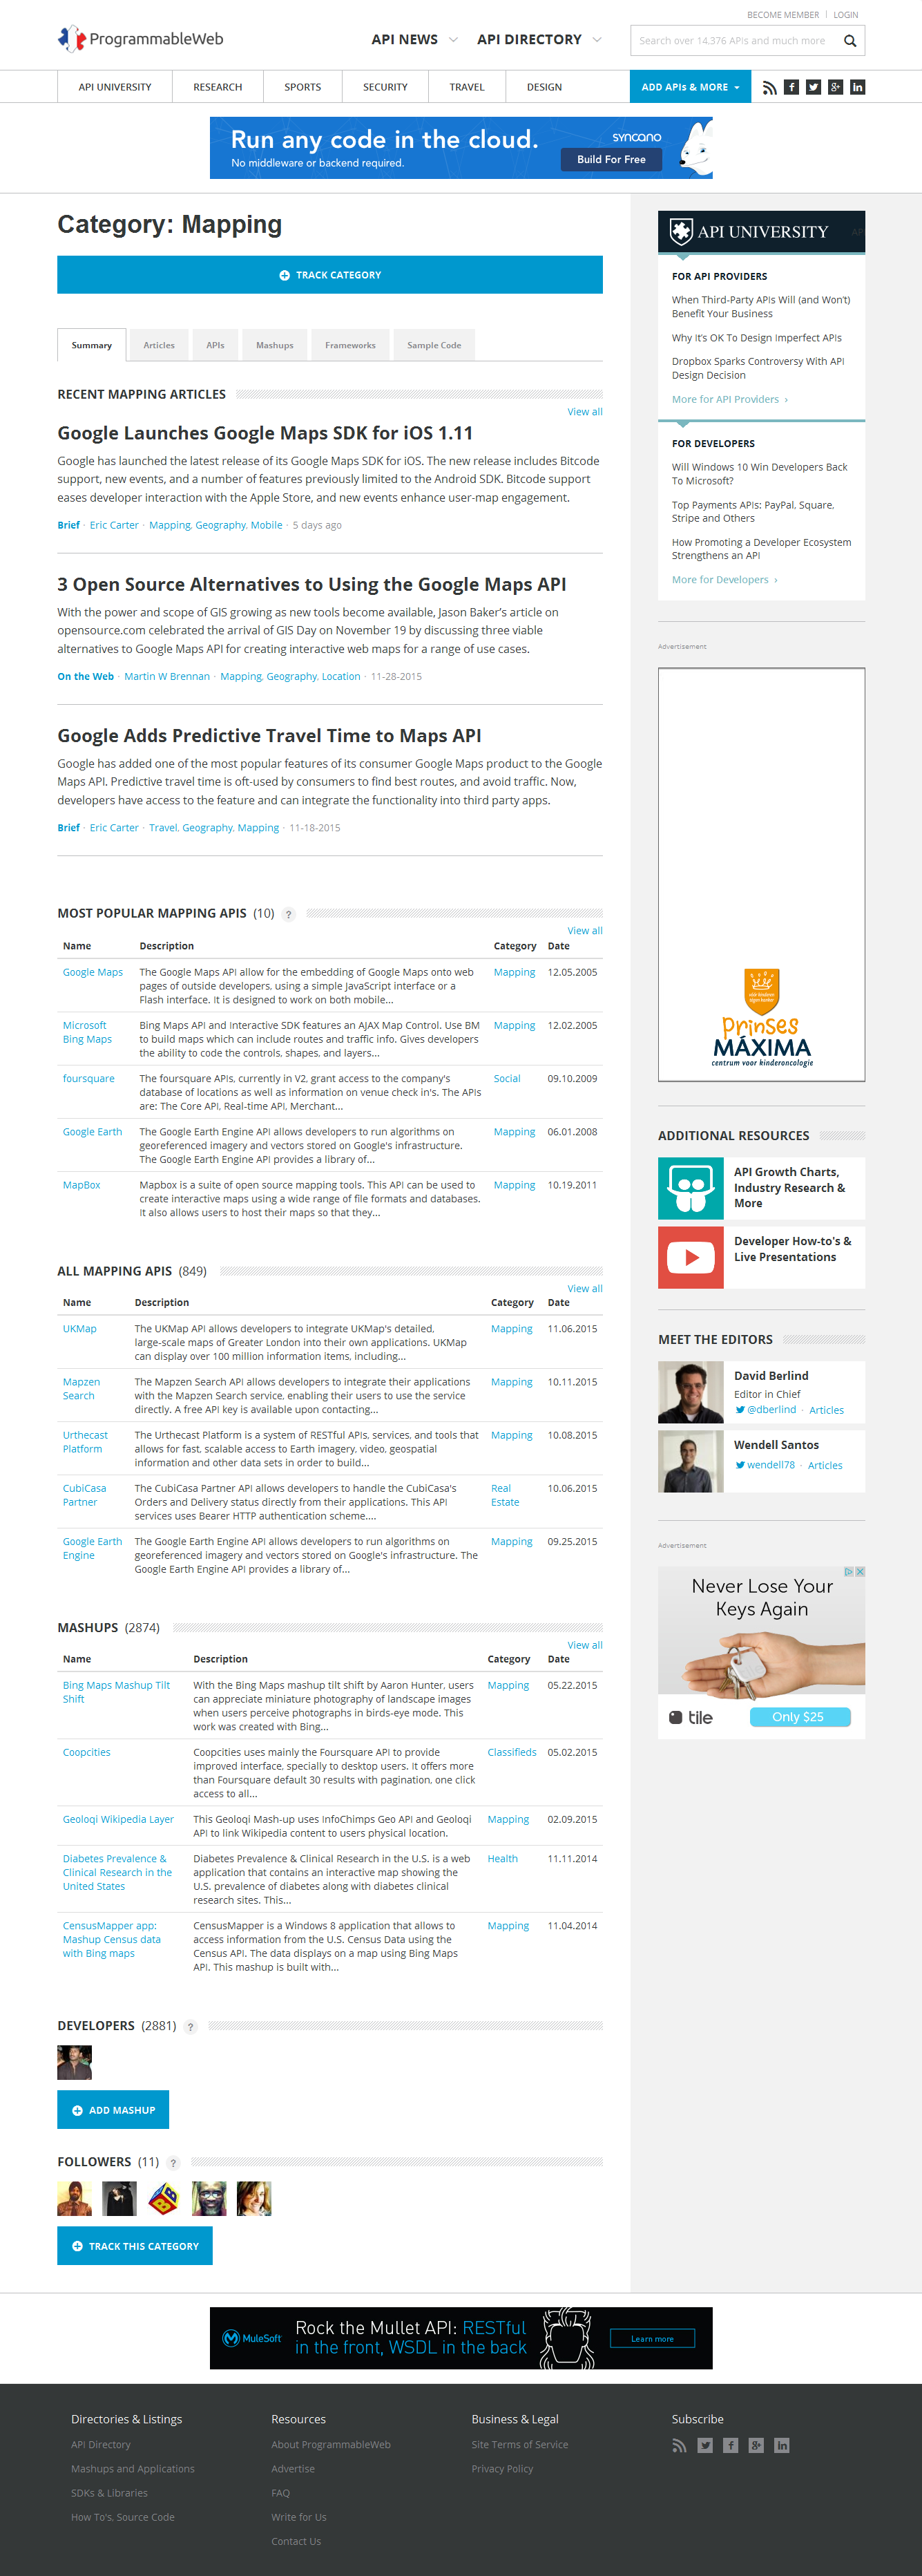 BECOME MEMBER | LOGIN
ProgrammableWeb
API NEWS
API DIRECTORY
Search over 14,376 APIs and much more
API UNIVERSITY
RESEARCH
SPORTS
SECURITY
TRAVEL
DESIGN
ADD APIs & MORE
Run any code in the cloud.
No middleware or backend required.
syncano
Build For Free
Category: Mapping
TRACK CATEGORY
Summary
Articles
APIs
Mashups
Frameworks
Sample Code
RECENT MAPPING ARTICLES
View all
Google Launches Google Maps SDK for iOS 1.11
Google has launched the latest release of its Google Maps SDK for iOS. The new release includes Bitcode
support, new events, and a number of features previously limited to the Android SDK. Bitcode support
eases developer interaction with the Apple Store, and new events enhance user-map engagement.
Brief · Eric Carter · Mapping, Geography, Mobile · 5 days ago
3 Open Source Alternatives to Using the Google Maps API
With the power and scope of GIS growing as new tools become available, Jason Baker's article on
opensource.com celebrated the arrival of GIS Day on November 19 by discussing three viable
alternatives to Google Maps API for creating interactive web maps for a range of use cases.
On the Web · Martin W Brennan · Mapping, Geography, Location · 11-28-2015
Google Adds Predictive Travel Time to Maps API
Google has added one of the most popular features of its consumer Google Maps product to the Google
Maps API. Predictive travel time is oft-used by consumers to find best routes, and avoid traffic. Now,
developers have access to the feature and can integrate the functionality into third party apps.
Brief · Eric Carter · Travel, Geography, Mapping · 11-18-2015
MOST POPULAR MAPPING APIS (10) ?
View all
Name Description Category Date
Google Maps The Google Maps API allow for the embedding of Google Maps onto web Mapping 12.05.2005
pages of outside developers, using a simple JavaScript interface or a
Flash interface. It is designed to work on both mobile...
Microsoft Bing Maps API and Interactive SDK features an AJAX Map Control. Use BM Mapping 12.02.2005
Bing Maps to build maps which can include routes and traffic info. Gives developers
the ability to code the controls, shapes, and layers...
foursquare The foursquare APIs, currently in V2, grant access to the company's Social 09.10.2009
database of locations as well as information on venue check in's. The APIs
are: The Core API, Real-time API, Merchant...
Google Earth The Google Earth Engine API allows developers to run algorithms on Mapping 06.01.2008
georeferenced imagery and vectors stored on Google's infrastructure.
The Google Earth Engine API provides a library of...
MapBox Mapbox is a suite of open source mapping tools. This API can be used to Mapping 10.19.2011
create interactive maps using a wide range of file formats and databases.
It also allows users to host their maps so that they...
ALL MAPPING APIS (849)
View all
Name Description Category Date
UKMap The UKMap API allows developers to integrate UKMap's detailed, Mapping 11.06.2015
large-scale maps of Greater London into their own applications. UKMap
can display over 100 million information items, including...
Mapzen The Mapzen Search API allows developers to integrate their applications Mapping 10.11.2015
Search with the Mapzen Search service, enabling their users to use the service
directly. A free API key is available upon contacting...
Urthecast The Urthecast Platform is a system of RESTful APIs, services, and tools that Mapping 10.08.2015
Platform allows for fast, scalable access to Earth imagery, video, geospatial
information and other data sets in order to build...
CubiCasa The CubiCasa Partner API allows developers to handle the CubiCasa's Real 10.06.2015
Partner Orders and Delivery status directly from their applications. This API Estate
services uses Bearer HTTP authentication scheme....
Google Earth The Google Earth Engine API allows developers to run algorithms on Mapping 09.25.2015
Engine georeferenced imagery and vectors stored on Google's infrastructure. The
Google Earth Engine API provides a library of...
MASHUPS (2874)
View all
Name Description Category Date
Bing Maps Mashup Tilt With the Bing Maps mashup tilt shift by Aaron Hunter, users Mapping 05.22.2015
Shift can appreciate miniature photography of landscape images
when users perceive photographs in birds-eye mode. This
work was created with Bing...
Coopcities Coopcities uses mainly the Foursquare API to provide Classifieds 05.02.2015
improved interface, specially to desktop users. It offers more
than Foursquare default 30 results with pagination, one click
access to all...
Geoloqi Wikipedia Layer This Geoloqi Mash-up uses InfoChimps Geo API and Geoloqi Mapping 02.09.2015
API to link Wikipedia content to users physical location.
Diabetes Prevalence & Diabetes Prevalence & Clinical Research in the U.S. is a web Health 11.11.2014
Clinical Research in the application that contains an interactive map showing the
United States U.S. prevalence of diabetes along with diabetes clinical
research sites. This...
CensusMapper app: CensusMapper is a Windows 8 application that allows to Mapping 11.04.2014
Mashup Census data access information from the U.S. Census Data using the
with Bing maps Census API. The data displays on a map using Bing Maps
API. This mashup is built with...
DEVELOPERS (2881) ?
ADD MASHUP
FOLLOWERS (11) ?
TRACK THIS CATEGORY
API UNIVERSITY
FOR API PROVIDERS
When Third-Party APIs Will (and Won't)
Benefit Your Business
Why It's OK To Design Imperfect APIs
Dropbox Sparks Controversy With API
Design Decision
More for API Providers ›
FOR DEVELOPERS
Will Windows 10 Win Developers Back
To Microsoft?
Top Payments APIs: PayPal, Square,
Stripe and Others
How Promoting a Developer Ecosystem
Strengthens an API
More for Developers ›
Advertisement
Prinses
MÁXIMA
centrum voor kinderoncologie
ADDITIONAL RESOURCES
API Growth Charts,
Industry Research &
More
Developer How-to's &
Live Presentations
MEET THE EDITORS
David Berlind
Editor in Chief
@dberlind · Articles
Wendell Santos
wendell78 · Articles
Advertisement
Never Lose Your
Keys Again
tile
Only $25
MuleSoft
Rock the Mullet API: RESTful
in the front, WSDL in the back
Learn more
Directories & Listings
API Directory
Mashups and Applications
SDKs & Libraries
How To's, Source Code
Resources
About ProgrammableWeb
Advertise
FAQ
Write for Us
Contact Us
Business & Legal
Site Terms of Service
Privacy Policy
Subscribe